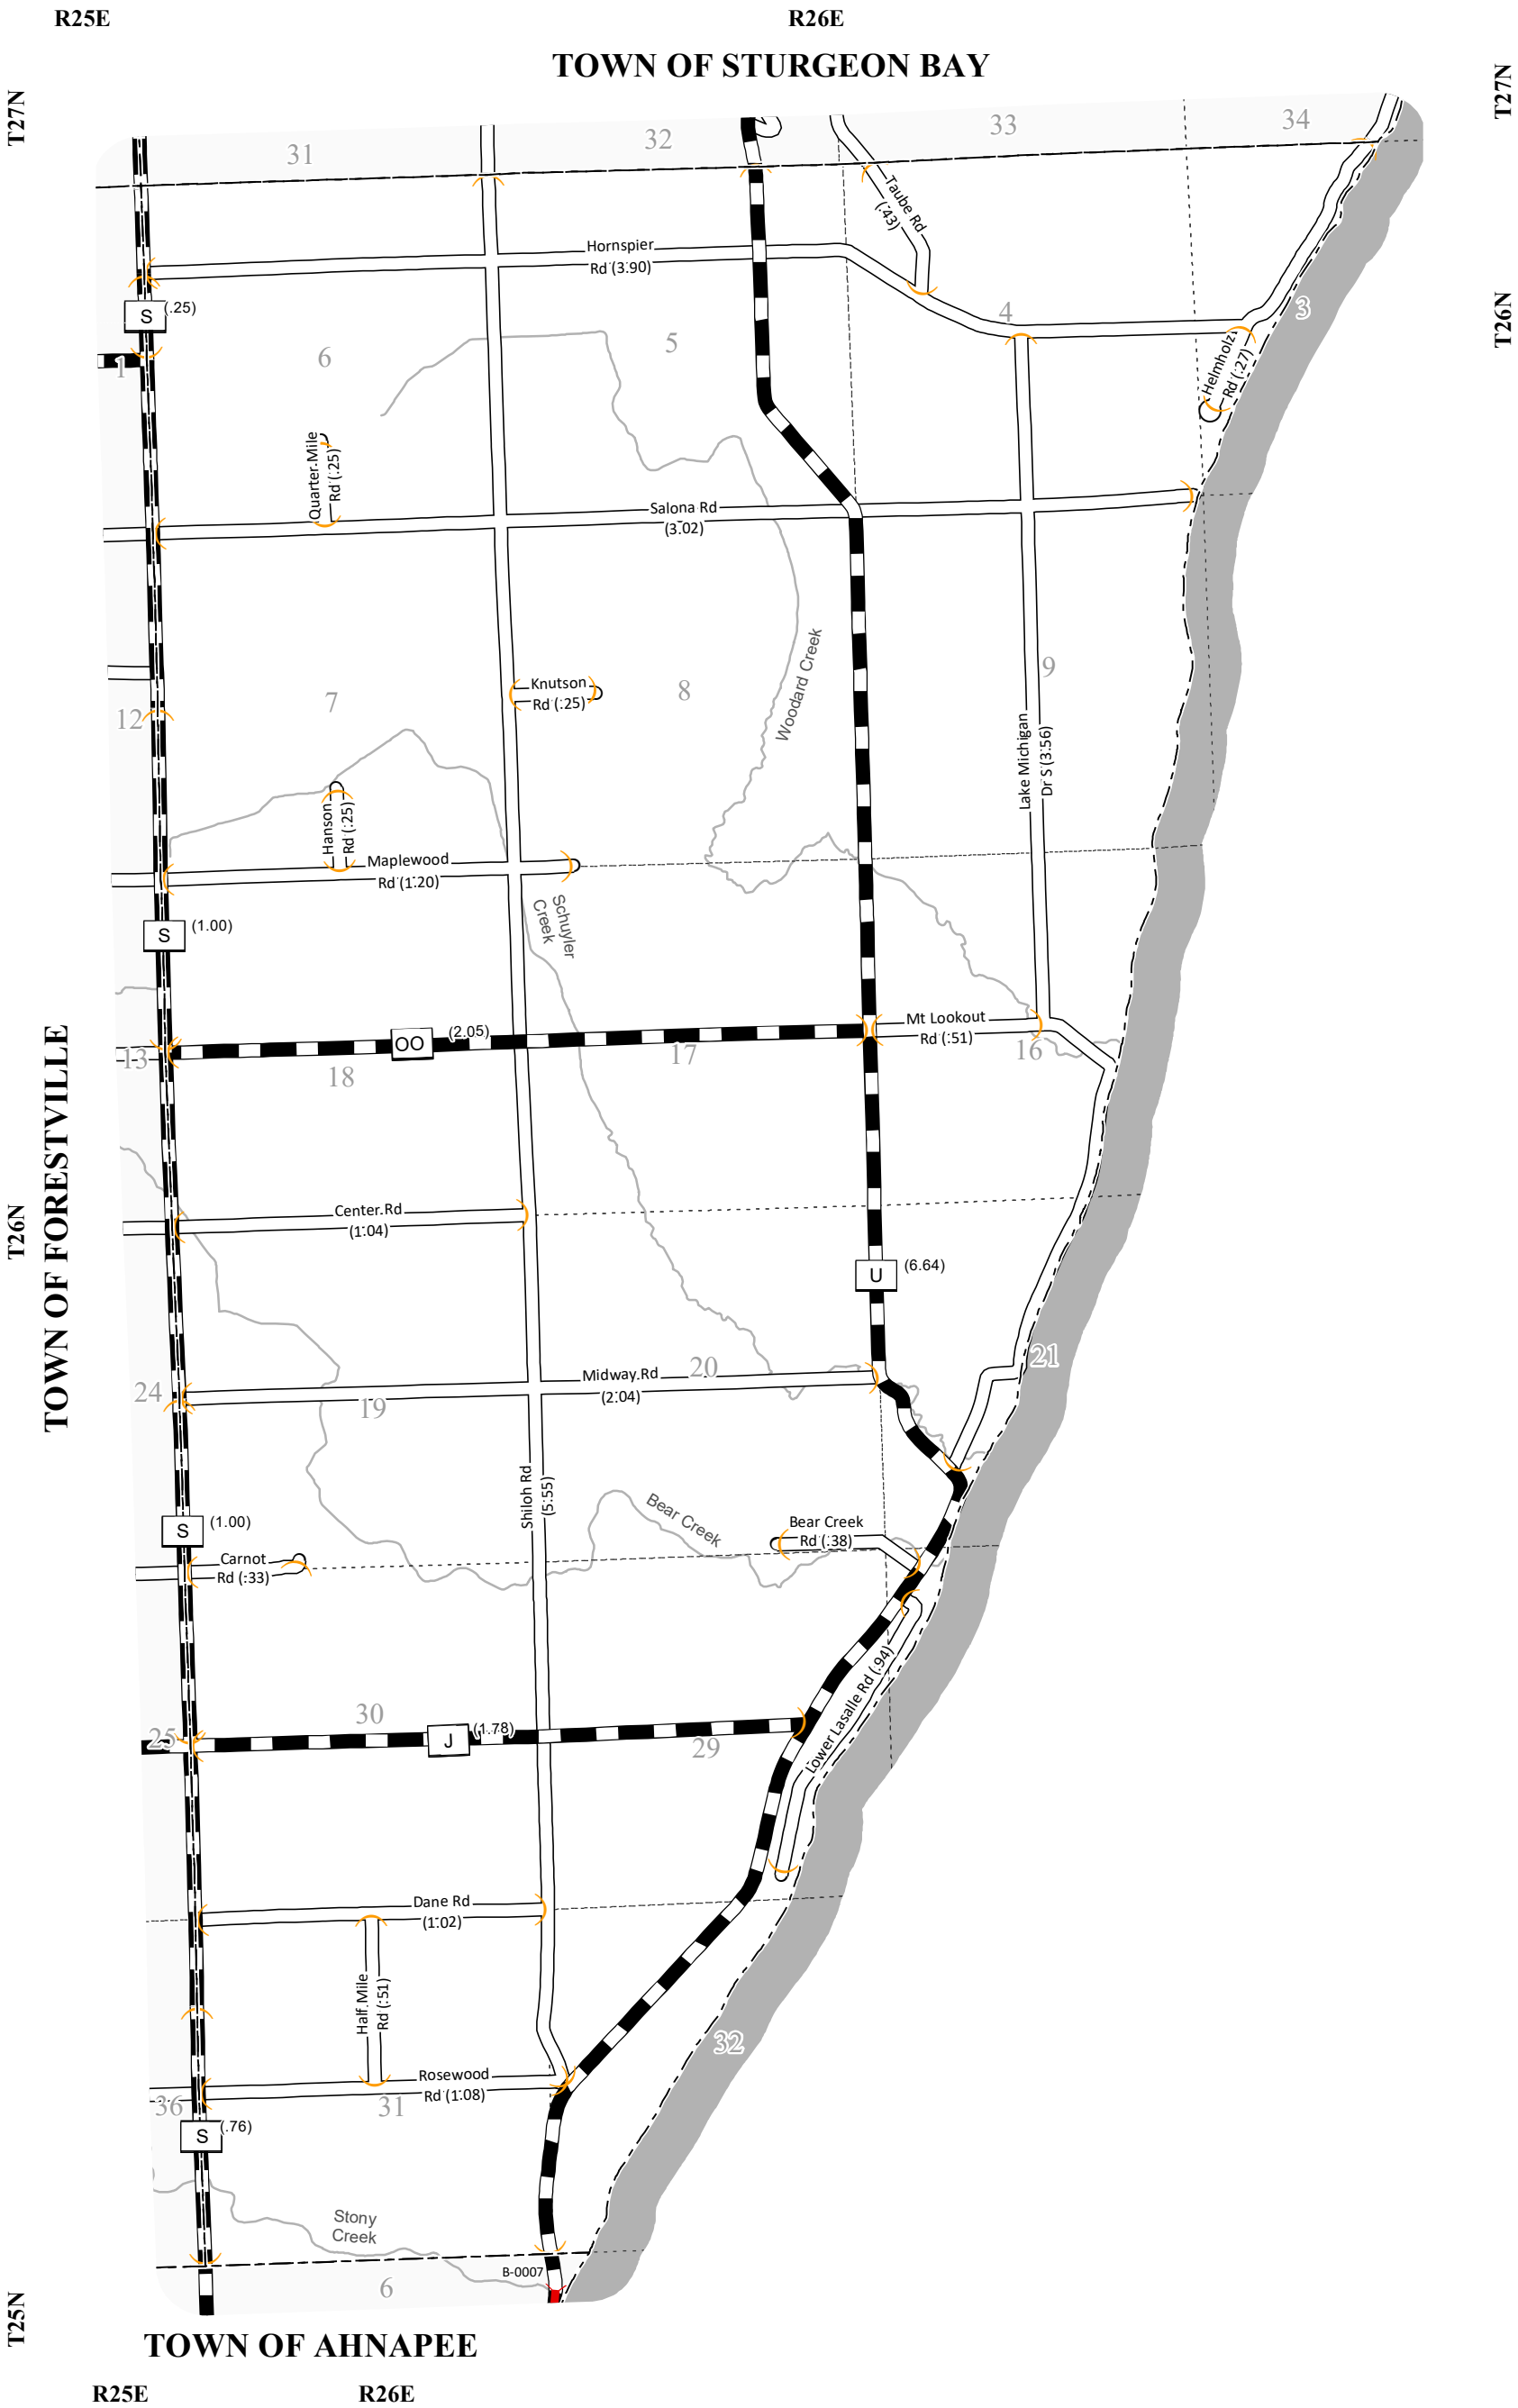 R25E
R26E
TOWN OF STURGEON BAY
T27N
T27N
31
32
33
34
Taube Rd
(.43)
Hornspier
Rd (3.90)
S
(.25)
1
6
5
4
3
T26N
Helmholz
Rd (.27)
Quarter Mile
Rd (.25)
Salona Rd
(3.02)
Woodard Creek
Knutson
Rd (.25)
12
7
8
9
Lake Michigan
Dr S (3.56)
Hanson
Rd (.25)
Maplewood
Rd (1.20)
Schuyler
Creek
S
(1.00)
OO
(2.05)
Mt Lookout
Rd (.51)
13
18
17
16
TOWN OF FORESTVILLE
T26N
Center Rd
(1.04)
U
(6.64)
21
24
19
Midway Rd
(2.04)
20
Shiloh Rd
(5.55)
Bear Creek
Bear Creek
Rd (.38)
S
(1.00)
Carnot
Rd (.33)
Lower Lasalle Rd (.94)
25
30
J
(1.78)
29
Dane Rd
(1.02)
Half Mile
Rd (.51)
32
Rosewood
Rd (1.08)
36
31
S
(.76)
Stony
Creek
B-0007
6
T25N
TOWN OF AHNAPEE
R25E
R26E